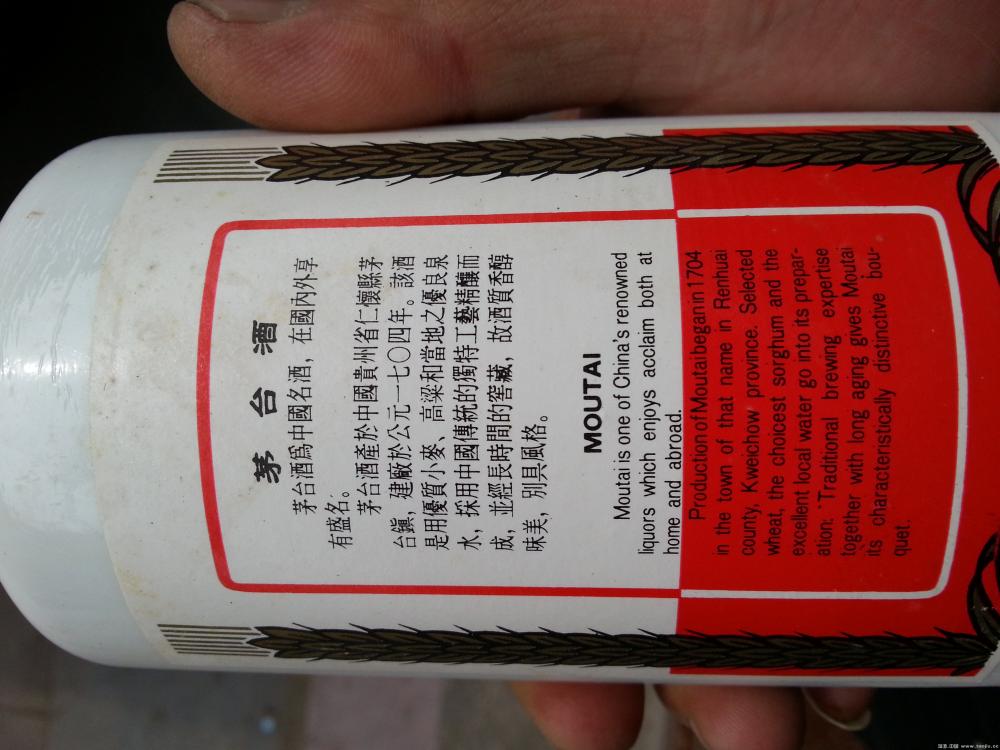 茅台酒
茅台酒爲中國名酒，在國內外享
有盛名。
茅台酒產於中國貴州省仁懷縣茅
台鎭，建廠於公元一七〇四年。該酒
是用優質小麥、高粱和當地之優良泉
水，採用中國傳統的獨特工藝精釀而
成，並經長時間的窖藏，故酒質香醇
味美，別具風格。
MOUTAI
Moutai is one of China's renowned
liquors which enjoys acclaim both at
home and abroad.
Production of Moutai began in 1704
in the town of that name in Renhuai
county, Kweichow province. Selected
wheat, the choicest sorghum and the
excellent local water go into its prepar-
ation. Traditional brewing expertise
together with long aging gives Moutai
its characteristically distinctive bou-
quet.